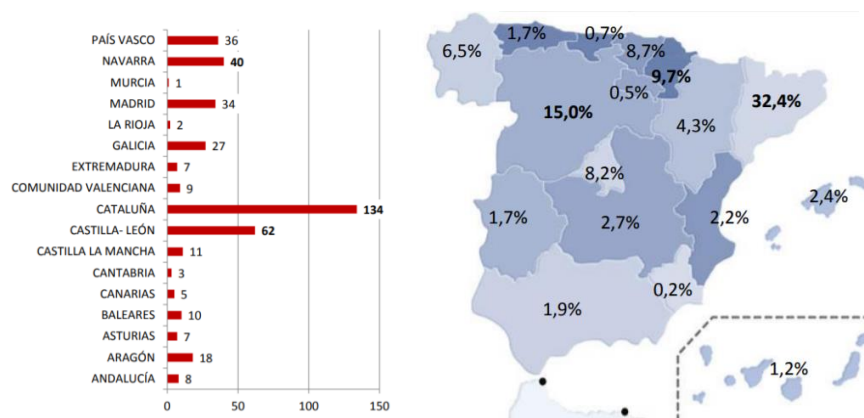 PAÍS VASCO 36
NAVARRA 40
MURCIA 1
MADRID 34
LA RIOJA 2
GALICIA 27
EXTREMADURA 7
COMUNIDAD VALENCIANA 9
CATALUÑA 134
CASTILLA- LEÓN 62
CASTILLA LA MANCHA 11
CANTABRIA 3
CANARIAS 5
BALEARES 10
ASTURIAS 7
ARAGÓN 18
ANDALUCÍA 8
0 50 100 150
6,5% 1,7% 0,7% 8,7%
9,7%
0,5%
15,0% 32,4%
4,3%
8,2%
2,4%
1,7% 2,7% 2,2%
0,2%
1,9%
1,2%